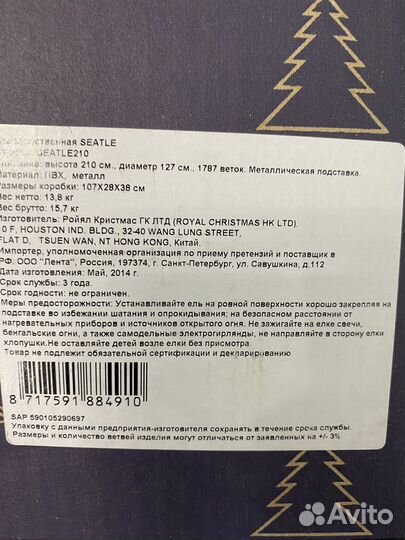 SEATLE
SEATLE210
высота 210 см., диаметр 127 см., 1787 веток. Металлическая подставка.
Материал: ПВХ, металл
Размеры коробки: 107X28X38 см
Вес нетто: 13,8 кг
Вес брутто: 15,7 кг
Изготовитель: Ройял Кристмас ГК ЛТД (ROYAL CHRISTMAS HK LTD).
0 F, HOUSTON IND. BLDG., 32-40 WANG LUNG STREET,
FLAT D, TSUEN WAN, NT HONG KONG, Китай.
Импортер, уполномоченная организация по приему претензий и поставщик в
РФ: ООО "Лента", Россия, 197374, г. Санкт-Петербург, ул. Савушкина, д.112
Дата изготовления: Май, 2014 г.
Срок службы: 3 года.
Срок годности: не ограничен.
Меры предосторожности: Устанавливайте ель на ровной поверхности хорошо закрепляя на
подставке во избежании шатания и опрокидывания; на безопасном расстоянии от
нагревательных приборов и источников открытого огня. Не зажигайте на елке свечи,
бенгальские огни, а также самодельные электрогирлянды, не направляйте в сторону елки
хлопушки.Не оставляйте детей возле елки без присмотра.
Товар не подлежит обязательной сертификации и декларированию
8 717591 884910
SAP 590105290697
Упаковку с данными предприятия-изготовителя сохранять в течение срока службы.
Размеры и количество ветвей изделия могут отличаться от заявленных на +/- 3%
Avito